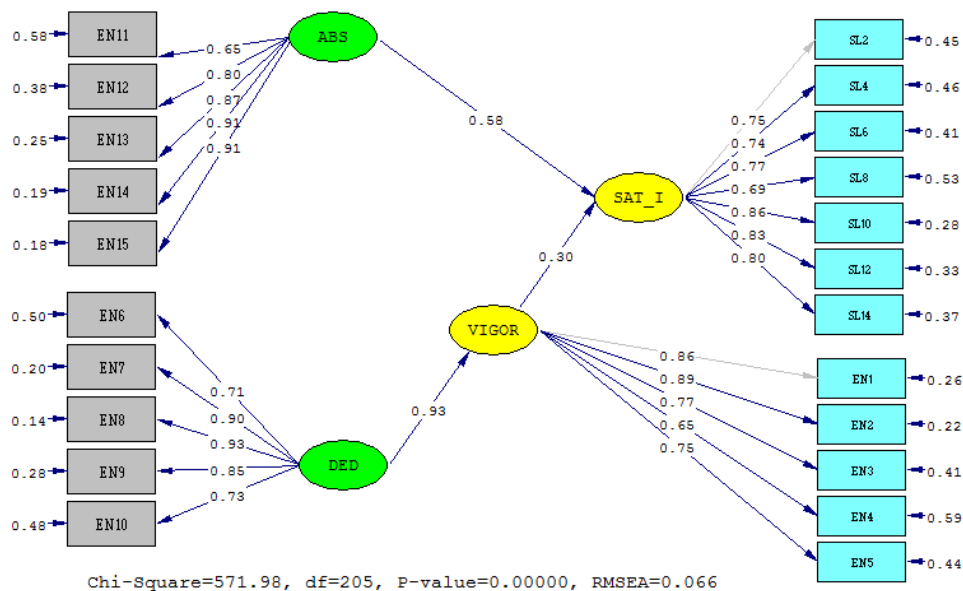 0.58 EN11
0.38 EN12
0.25 EN13
0.19 EN14
0.18 EN15
0.65
0.80
0.87
0.91
0.91
ABS
0.58
0.50 EN6
0.20 EN7
0.14 EN8
0.28 EN9
0.48 EN10
0.71
0.90
0.93
0.85
0.73
DED
0.93
VIGOR
0.30
SAT_I
0.75
0.74
0.77
0.69
0.86
0.83
0.80
SL2 0.45
SL4 0.46
SL6 0.41
SL8 0.53
SL10 0.28
SL12 0.33
SL14 0.37
0.86
0.89
0.77
0.65
0.75
EN1 0.26
EN2 0.22
EN3 0.41
EN4 0.59
EN5 0.44
Chi-Square=571.98, df=205, P-value=0.00000, RMSEA=0.066